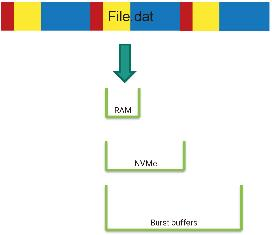 File.dat
RAM
NVMe
Burst buffers